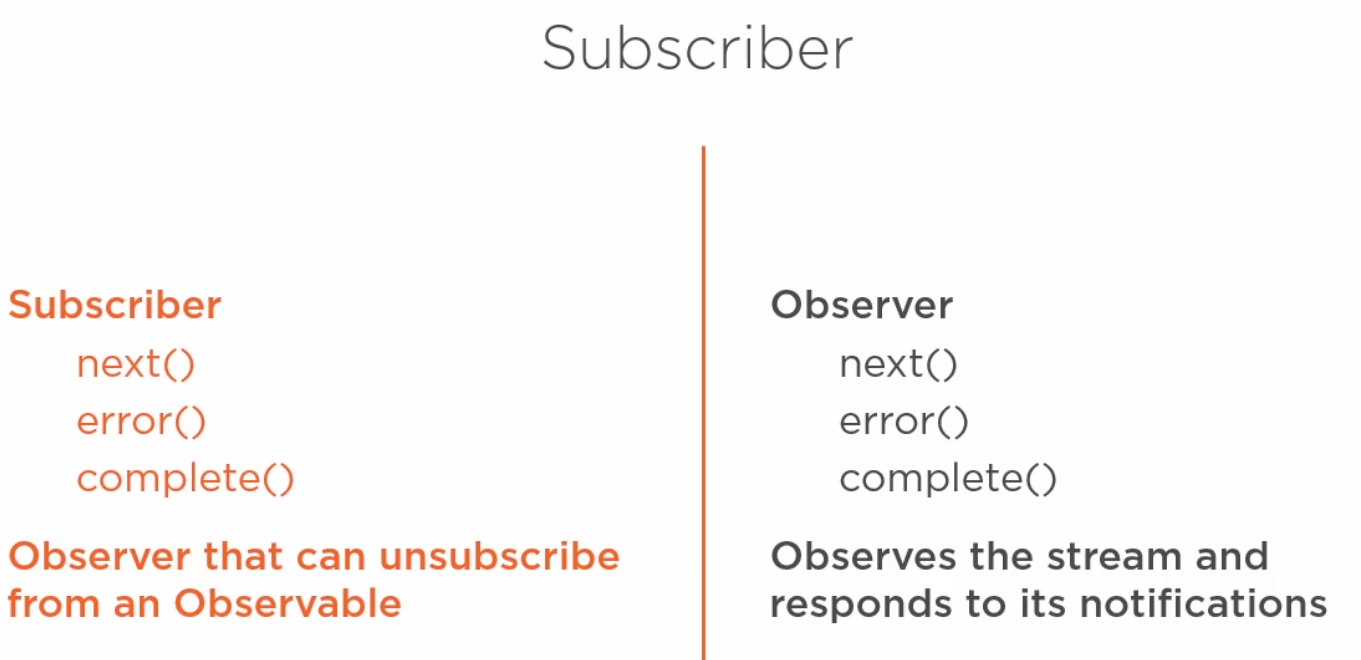 Subscriber
Subscriber
next()
error()
complete()
Observer that can unsubscribe
from an Observable
Observer
next()
error()
complete()
Observes the stream and
responds to its notifications